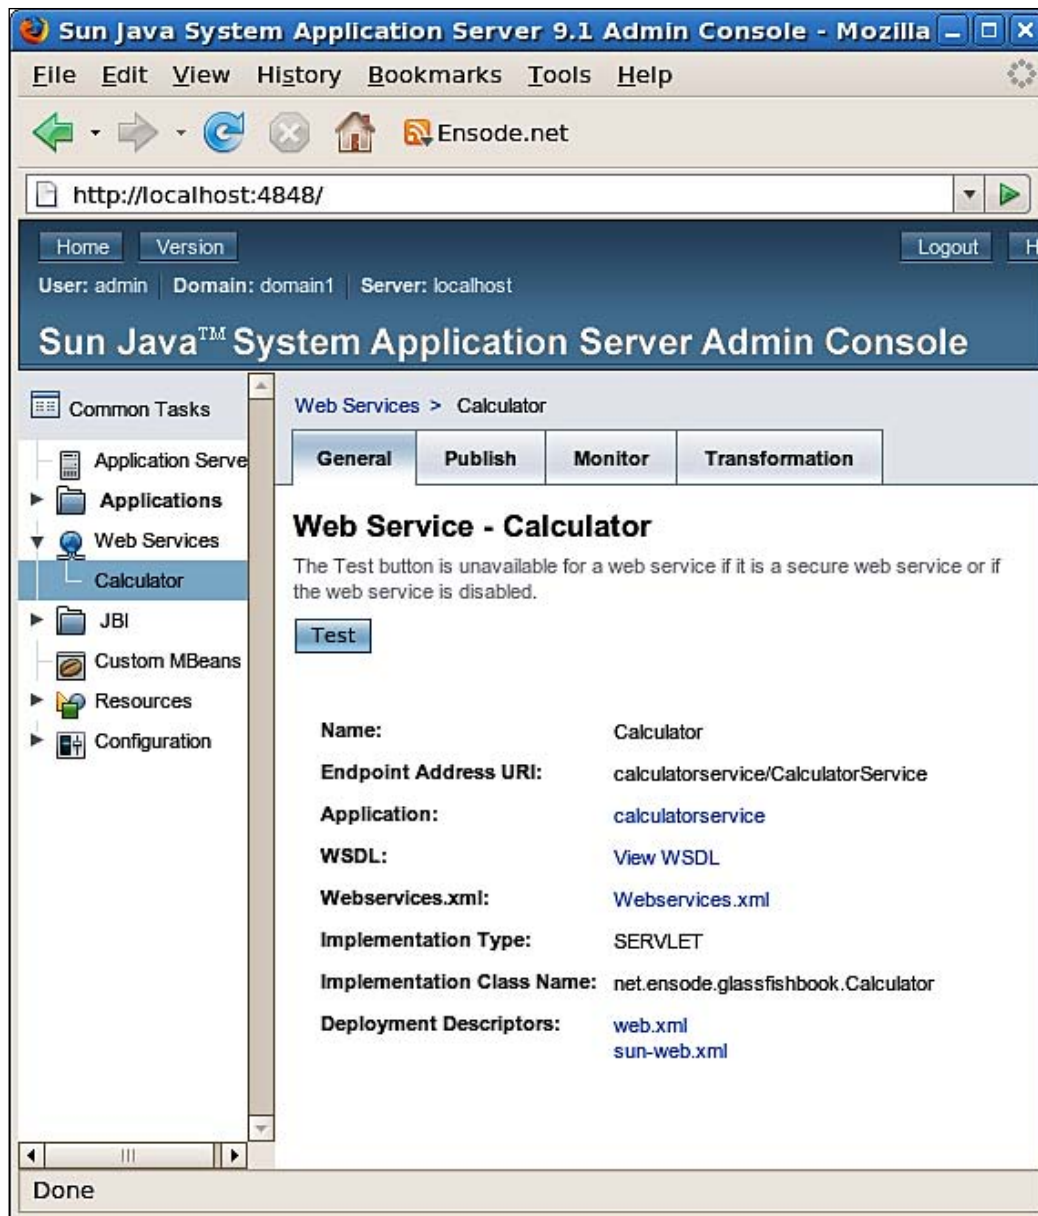 Sun Java System Application Server 9.1 Admin Console - Mozilla
File Edit View History Bookmarks Tools Help
Ensode.net
http://localhost:4848/
Home Version Logout H
User: admin Domain: domain1 Server: localhost
Sun Java™ System Application Server Admin Console
Common Tasks
Application Serve
Applications
Web Services
Calculator
JBI
Custom MBeans
Resources
Configuration
Web Services > Calculator
General Publish Monitor Transformation
Web Service - Calculator
The Test button is unavailable for a web service if it is a secure web service or if
the web service is disabled.
Test
Name: Calculator
Endpoint Address URI: calculatorservice/CalculatorService
Application: calculatorservice
WSDL: View WSDL
Webservices.xml: Webservices.xml
Implementation Type: SERVLET
Implementation Class Name: net.ensode.glassfishbook.Calculator
Deployment Descriptors: web.xml
sun-web.xml
Done